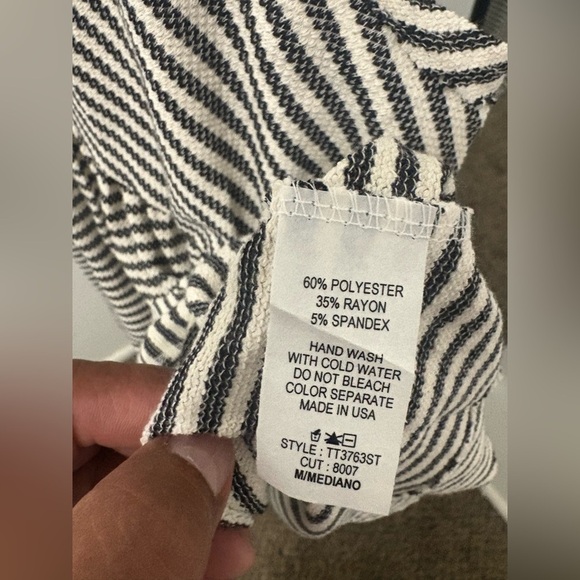 60% POLYESTER
35% RAYON
5% SPANDEX
HAND WASH
WITH COLD WATER
DO NOT BLEACH
COLOR SEPARATE
MADE IN USA
STYLE : TT3763ST
CUT : 8007
M/MEDIANO